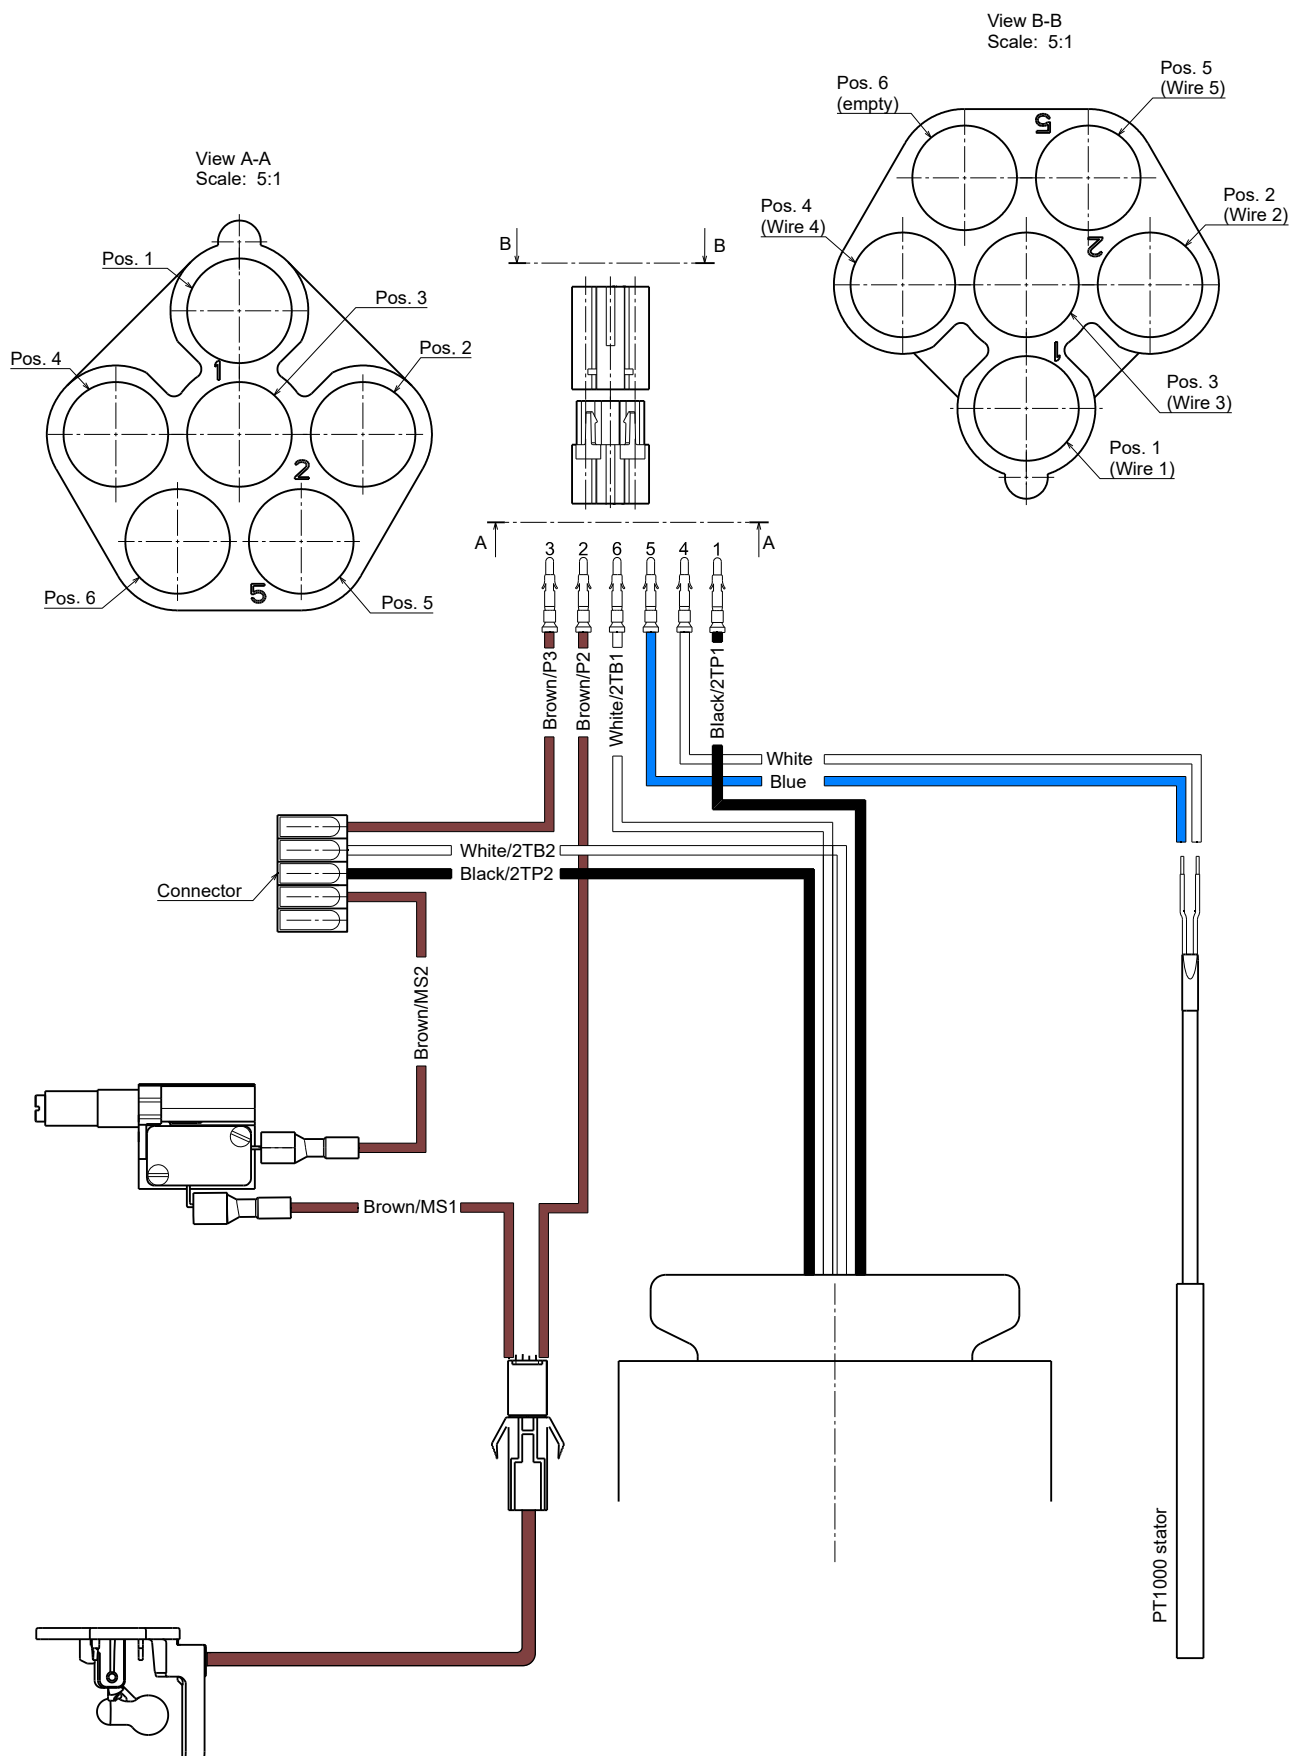 View B-B
Scale: 5:1
Pos. 6
(empty)
Pos. 5
(Wire 5)
Pos. 4
(Wire 4)
Pos. 2
(Wire 2)
Pos. 3
(Wire 3)
Pos. 1
(Wire 1)
5
2
1
View A-A
Scale: 5:1
Pos. 1
Pos. 3
Pos. 4
Pos. 2
Pos. 6
Pos. 5
1
2
5
B
B
A
A
3
2
6
5
4
1
Brown/P3
Brown/P2
White/2TB1
Black/2TP1
White
Blue
White/2TB2
Black/2TP2
Connector
Brown/MS2
Brown/MS1
PT1000 stator